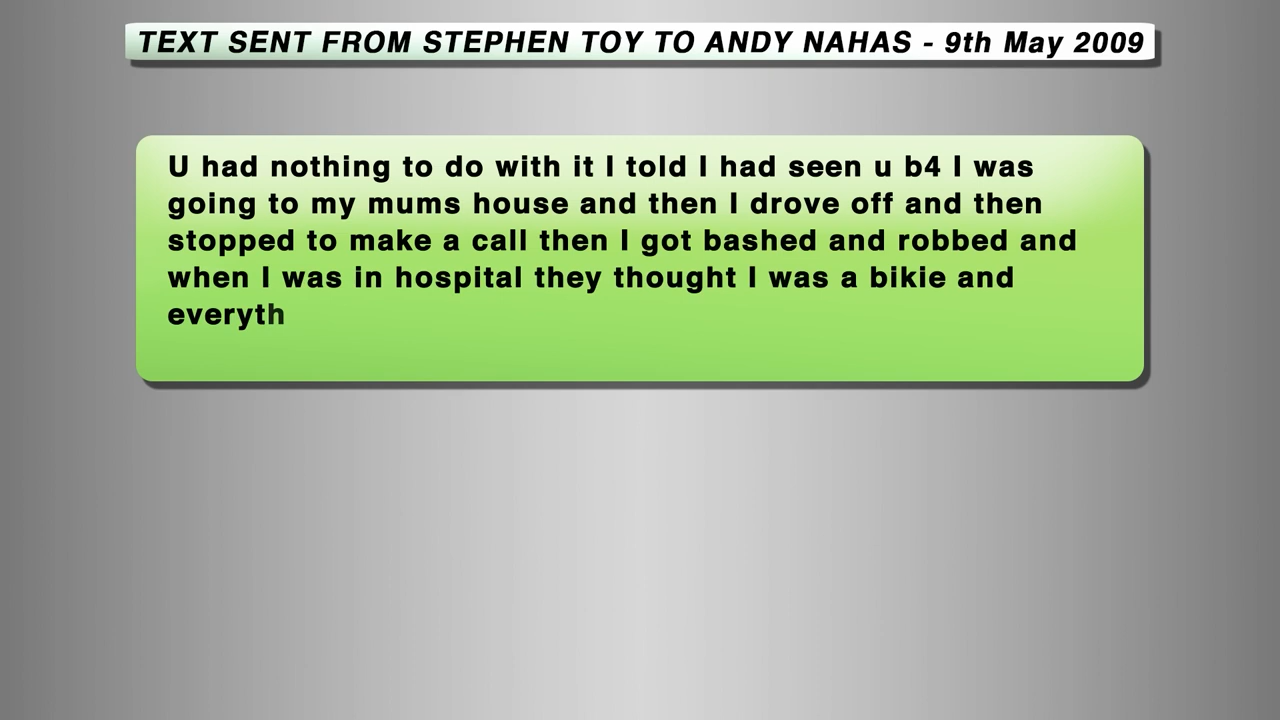 TEXT SENT FROM STEPHEN TOY TO ANDY NAHAS - 9th May 2009
U had nothing to do with it I told I had seen u b4 I was
going to my mums house and then I drove off and then
stopped to make a call then I got bashed and robbed and
when I was in hospital they thought I was a bikie and
everyth